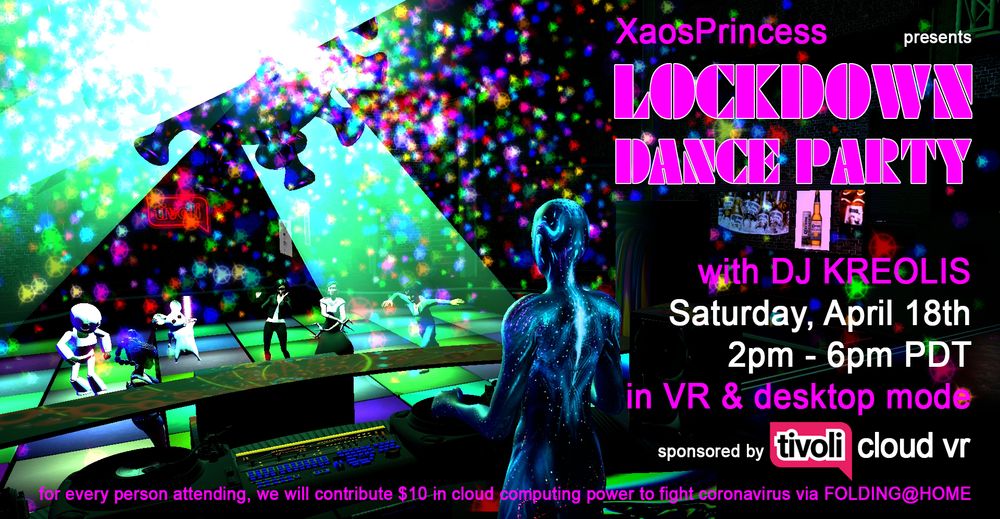 XaosPrincess presents
LOCKDOWN
DANCE PARTY
with DJ KREOLIS
Saturday, April 18th
2pm - 6pm PDT
in VR & desktop mode
sponsored by tivoli cloud vr
for every person attending, we will contribute $10 in cloud computing power to fight coronavirus via FOLDING@HOME
tivoli